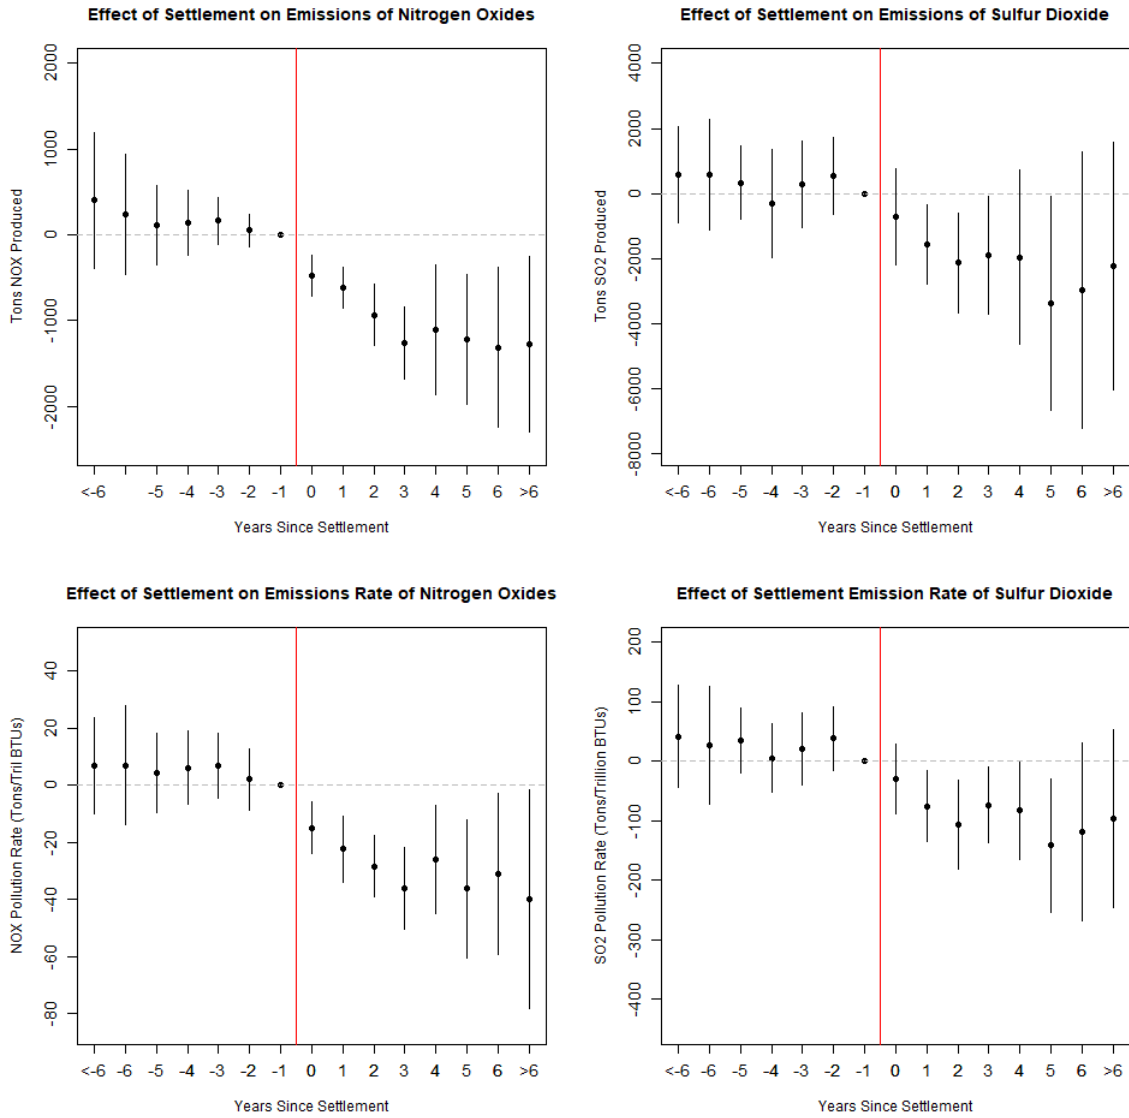 Effect of Settlement on Emissions of Nitrogen Oxides
Tons NOX Produced
2000
1000
0
-1000
-2000
<-6 -5 -4 -3 -2 -1 0 1 2 3 4 5 6 >6
Years Since Settlement
Effect of Settlement on Emissions of Sulfur Dioxide
Tons SO2 Produced
4000
2000
0
-2000
-4000
-6000
-8000
<-6 -6 -5 -4 -3 -2 -1 0 1 2 3 4 5 6 >6
Years Since Settlement
Effect of Settlement on Emissions Rate of Nitrogen Oxides
NOX Pollution Rate (Tons/Tril BTUs)
40
20
0
-20
-40
-60
-80
<-6 -6 -5 -4 -3 -2 -1 0 1 2 3 4 5 6 >6
Years Since Settlement
Effect of Settlement Emission Rate of Sulfur Dioxide
SO2 Pollution Rate (Tons/Trillion BTUs)
200
100
0
-100
-200
-300
-400
<-6 -6 -5 -4 -3 -2 -1 0 1 2 3 4 5 6 >6
Years Since Settlement